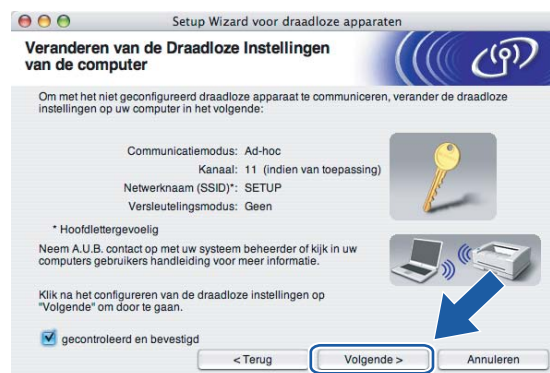 Setup Wizard voor draadloze apparaten
Veranderen van de Draadloze Instellingen
van de computer
Om met het niet geconfigureerd draadloze apparaat te communiceren, verander de draadloze
instellingen op uw computer in het volgende:
Communicatiemodus: Ad-hoc
Kanaal: 11 (indien van toepassing)
Netwerknaam (SSID)*: SETUP
Versleutelingsmodus: Geen
* Hoofdlettergevoelig
Neem A.U.B. contact op met uw systeem beheerder of kijk in uw
computers gebruikers handleiding voor meer informatie.
Klik na het configureren van de draadloze instellingen op
"Volgende" om door te gaan.
gecontroleerd en bevestigd
< Terug
Volgende >
Annuleren